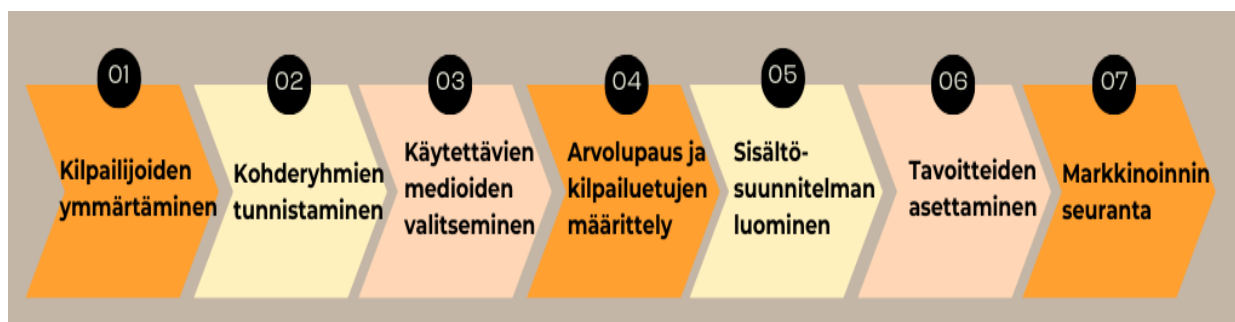 01
Kilpailijoiden
ymmärtäminen
02
Kohderyhmien
tunnistaminen
03
Käytettävien
medioiden
valitseminen
04
Arvolupaus ja
kilpailuetujen
määrittely
05
Sisältö-
suunnitelman
luominen
06
Tavoitteiden
asettaminen
07
Markkinoinnin
seuranta